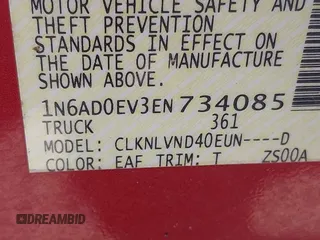 MOTOR VEHICLE SAFETY AND
THEFT PREVENTION
STANDARDS IN EFFECT ON
THE DATE OF MANUFACTURE
SHOWN ABOVE.
1N6AD0EV3EN734085
TRUCK 361
MODEL: CLKNLVND40EUN----D
COLOR: EAF TRIM: T ZS00A
DREAMBID